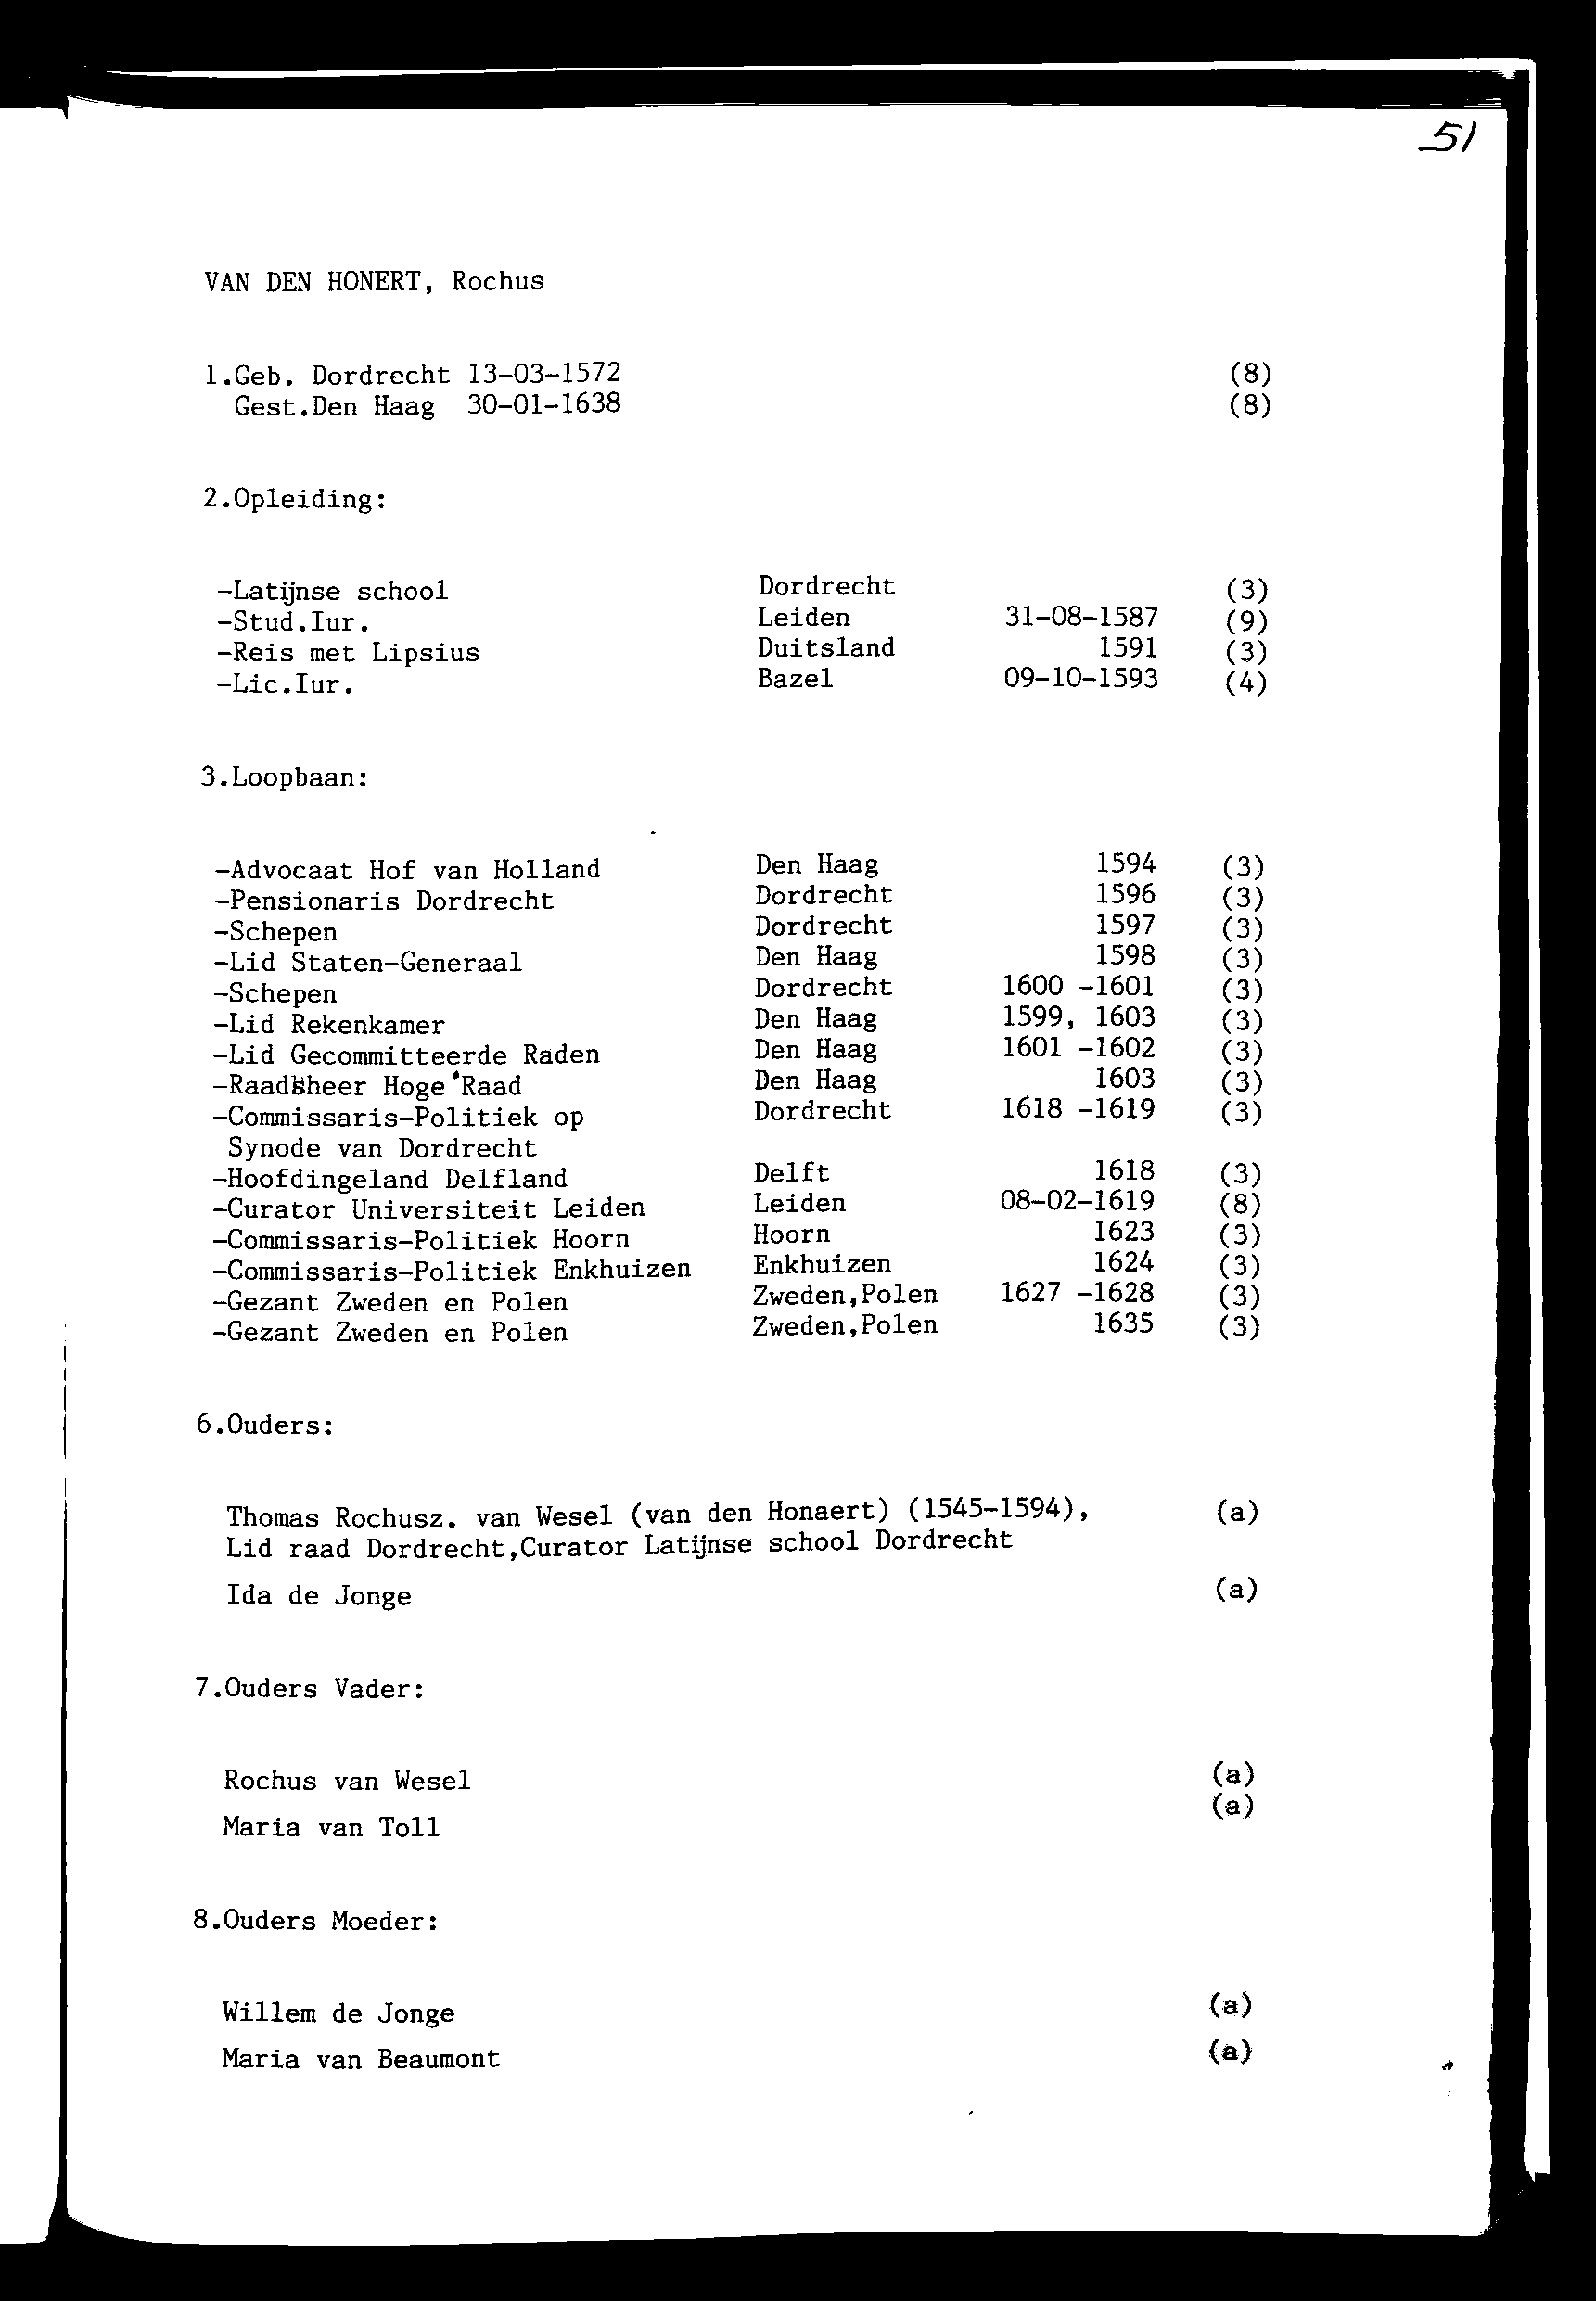 51
VAN DEN HONERT, Rochus
1.Geb. Dordrecht 13-03-1572 (8)
Gest.Den Haag 30-01-1638 (8)
2.Opleiding:
-Latijnse school Dordrecht (3)
-Stud.Iur. Leiden 31-08-1587 (9)
-Reis met Lipsius Duitsland 1591 (3)
-Lic.Iur. Bazel 09-10-1593 (4)
3.Loopbaan:
-Advocaat Hof van Holland Den Haag 1594 (3)
-Pensionaris Dordrecht Dordrecht 1596 (3)
-Schepen Dordrecht 1597 (3)
-Lid Staten-Generaal Den Haag 1598 (3)
-Schepen Dordrecht 1600 -1601 (3)
-Lid Rekenkamer Den Haag 1599, 1603 (3)
-Lid Gecommitteerde Raden Den Haag 1601 -1602 (3)
-Raadsheer Hoge Raad Den Haag 1603 (3)
-Commissaris-Politiek op Dordrecht 1618 -1619 (3)
Synode van Dordrecht
-Hoofdingeland Delfland Delft 1618 (3)
-Curator Universiteit Leiden Leiden 08-02-1619 (8)
-Commissaris-Politiek Hoorn Hoorn 1623 (3)
-Commissaris-Politiek Enkhuizen Enkhuizen 1624 (3)
-Gezant Zweden en Polen Zweden,Polen 1627 -1628 (3)
-Gezant Zweden en Polen Zweden,Polen 1635 (3)
6.Ouders:
Thomas Rochusz. van Wesel (van den Honaert) (1545-1594), (a)
Lid raad Dordrecht,Curator Latijnse school Dordrecht
Ida de Jonge (a)
7.Ouders Vader:
Rochus van Wesel (a)
(a)
Maria van Toll
8.Ouders Moeder:
Willem de Jonge (a)
Maria van Beaumont (a)